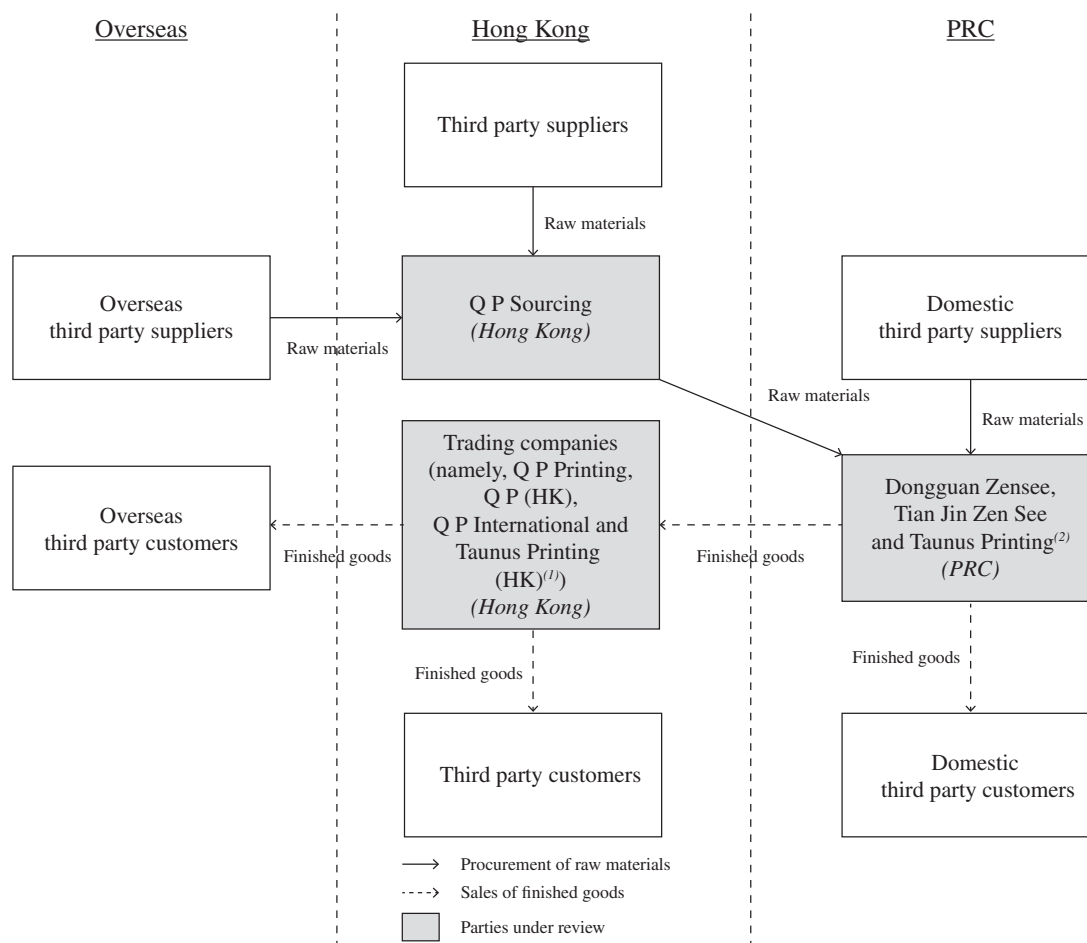 Overseas
Hong Kong
PRC
Third party suppliers
Raw materials
Overseas
third party suppliers
Raw materials
Q P Sourcing
(Hong Kong)
Domestic
third party suppliers
Raw materials
Raw materials
Overseas
third party customers
Finished goods
Trading companies
(namely, Q P Printing,
Q P (HK),
Q P International and
Taunus Printing
(HK)(1))
(Hong Kong)
Finished goods
Dongguan Zensee,
Tian Jin Zen See
and Taunus Printing(2)
(PRC)
Finished goods
Finished goods
Third party customers
Domestic
third party customers
Procurement of raw materials
Sales of finished goods
Parties under review